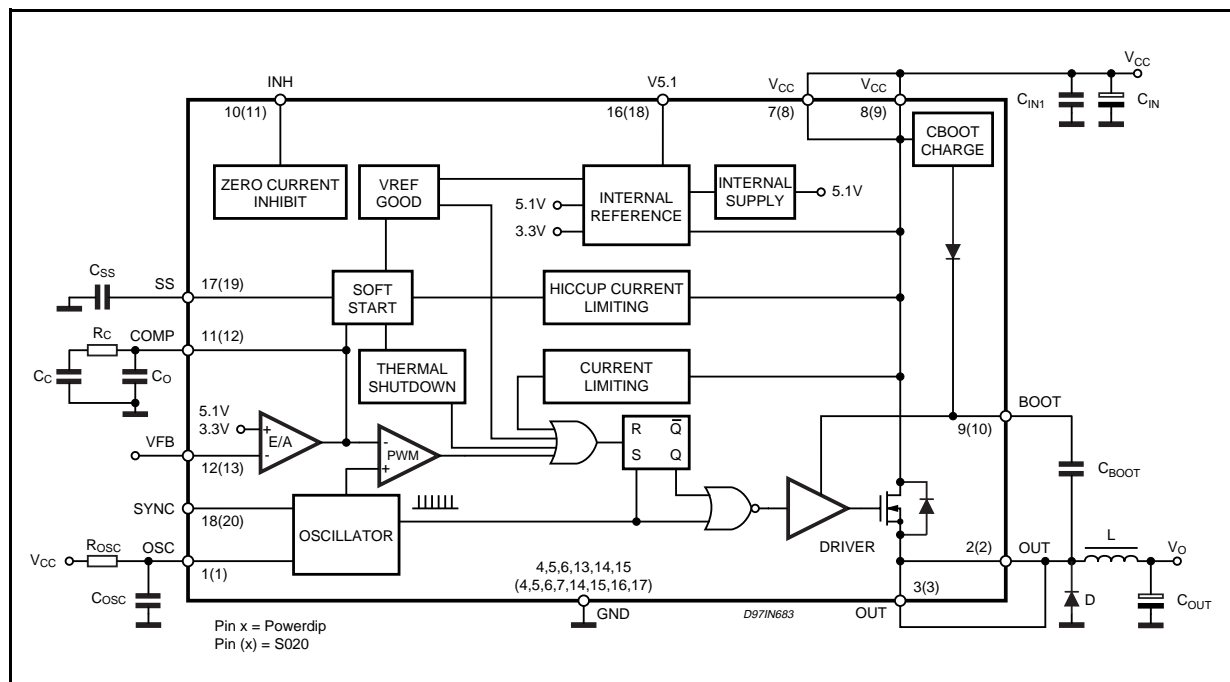 INH
V5.1
VCC
VCC
VCC
10(11)
16(18)
7(8)
8(9)
CIN1
CIN
CBOOT
CHARGE
ZERO CURRENT
INHIBIT
VREF
GOOD
5.1V
3.3V
INTERNAL
REFERENCE
INTERNAL
SUPPLY
5.1V
CSS
SS
17(19)
SOFT
START
HICCUP CURRENT
LIMITING
RC
COMP
11(12)
CC
CO
THERMAL
SHUTDOWN
CURRENT
LIMITING
BOOT
9(10)
5.1V
3.3V
+
-
E/A
VFB
12(13)
-
+
PWM
R
S
Q̅
Q
CBOOT
SYNC
18(20)
OSCILLATOR
DRIVER
VCC
ROSC
OSC
1(1)
COSC
4,5,6,13,14,15
(4,5,6,7,14,15,16,17)
GND
2(2)
OUT
L
VO
3(3)
OUT
D
COUT
D97IN683
Pin x = Powerdip
Pin (x) = S020